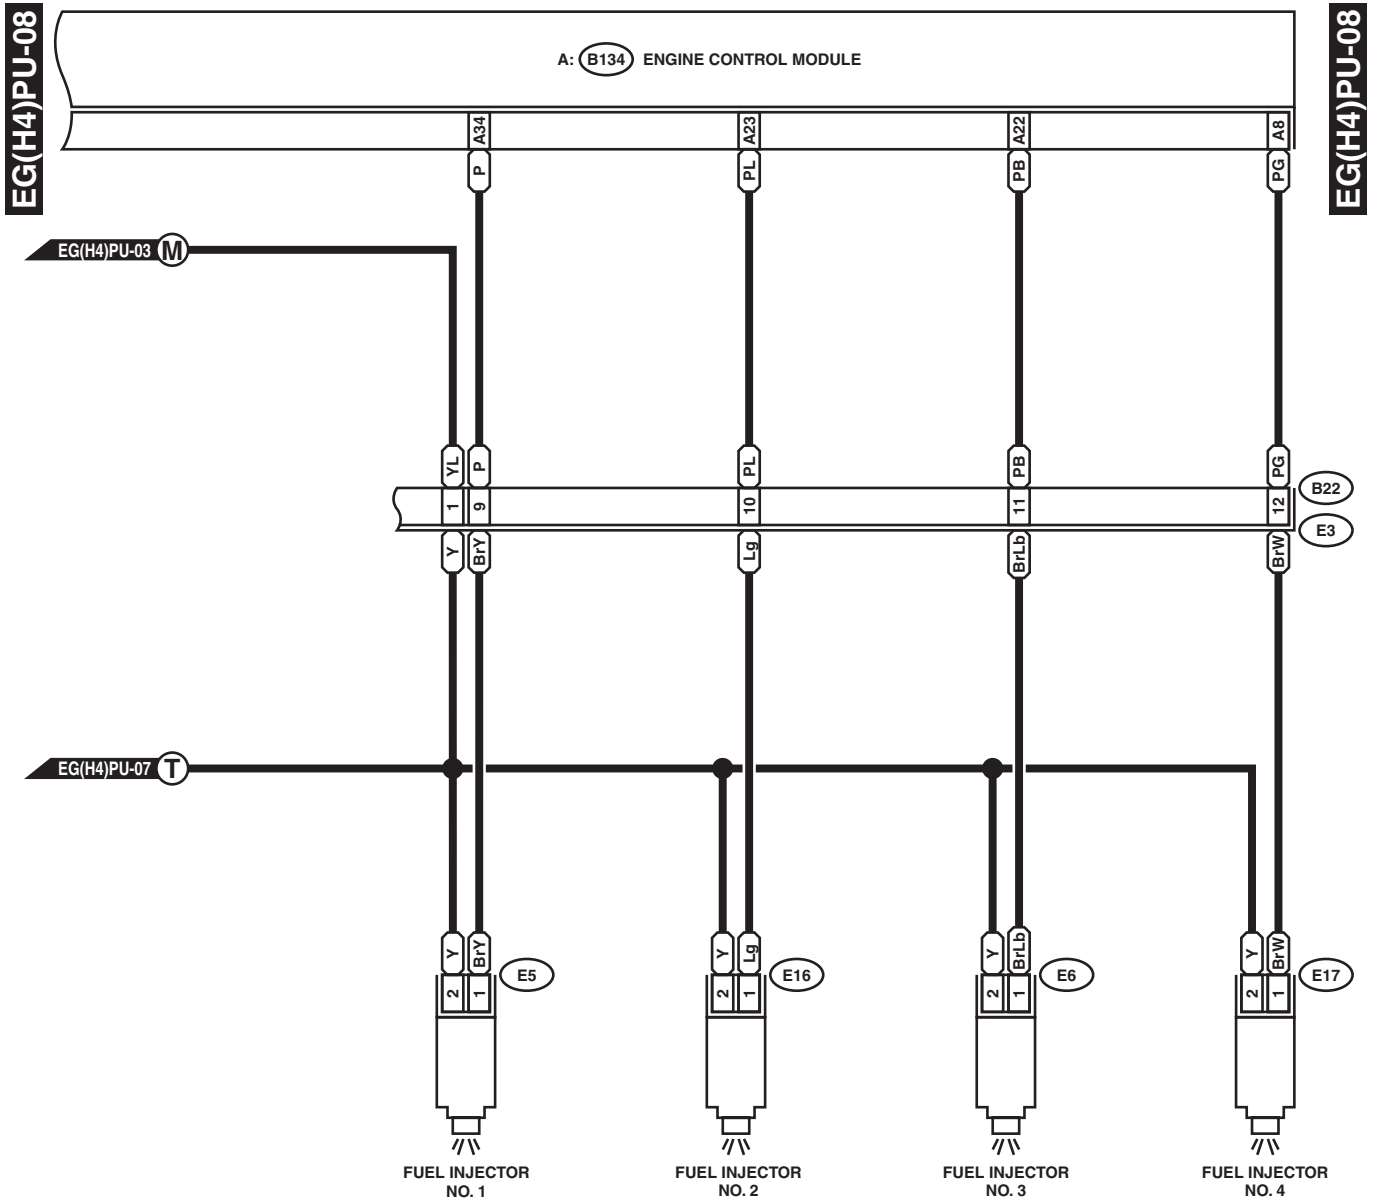 EG(H4)PU-08
EG(H4)PU-08
A: B134 ENGINE CONTROL MODULE
A34 A23 A22 A8
P PL PB PG
EG(H4)PU-03 M
YL P PL PB PG
1 9 10 11 12 B22
E3
Y BrY Lg BrLb BrW
EG(H4)PU-07 T
Y BrY Y Lg Y BrLb Y BrW
E5 E16 E6 E17
2 1 2 1 2 1 2 1
FUEL INJECTOR
NO. 1
FUEL INJECTOR
NO. 2
FUEL INJECTOR
NO. 3
FUEL INJECTOR
NO. 4